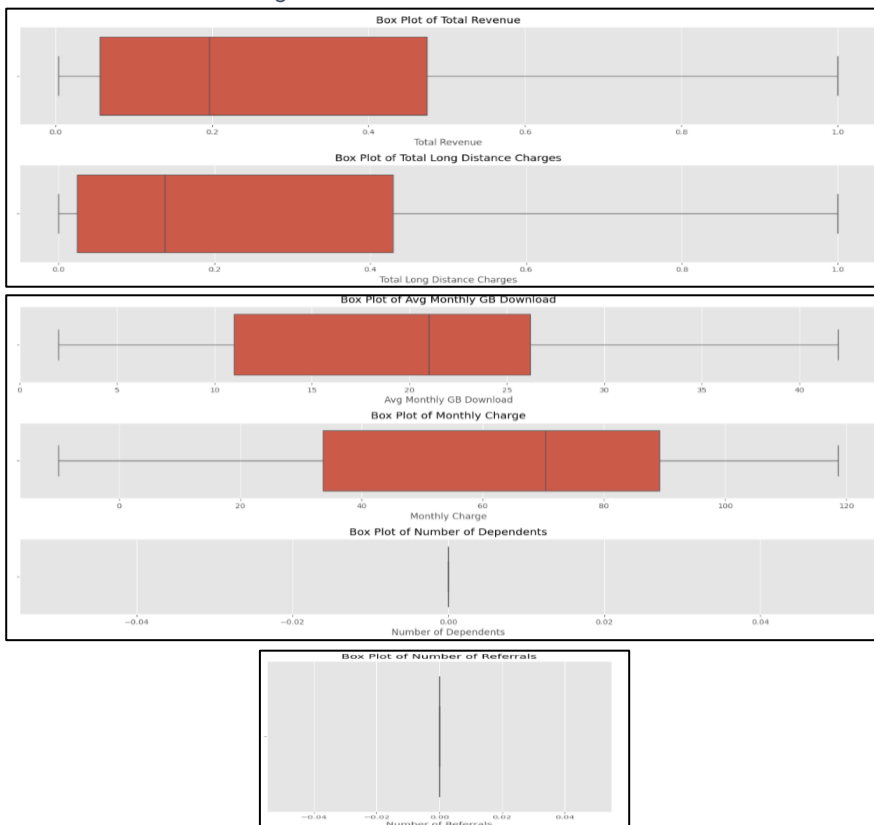 Box Plot of Total Revenue
0.0 0.2 0.4 0.6 0.8 1.0
Total Revenue
Box Plot of Total Long Distance Charges
0.0 0.2 0.4 0.6 0.8 1.0
Total Long Distance Charges
Box Plot of Avg Monthly GB Download
0 5 10 15 20 25 30 35 40
Avg Monthly GB Download
Box Plot of Monthly Charge
0 20 40 60 80 100 120
Monthly Charge
Box Plot of Number of Dependents
−0.04 −0.02 0.00 0.02 0.04
Number of Dependents
Box Plot of Number of Referrals
−0.04 −0.02 0.00 0.02 0.04
Number of Referrals